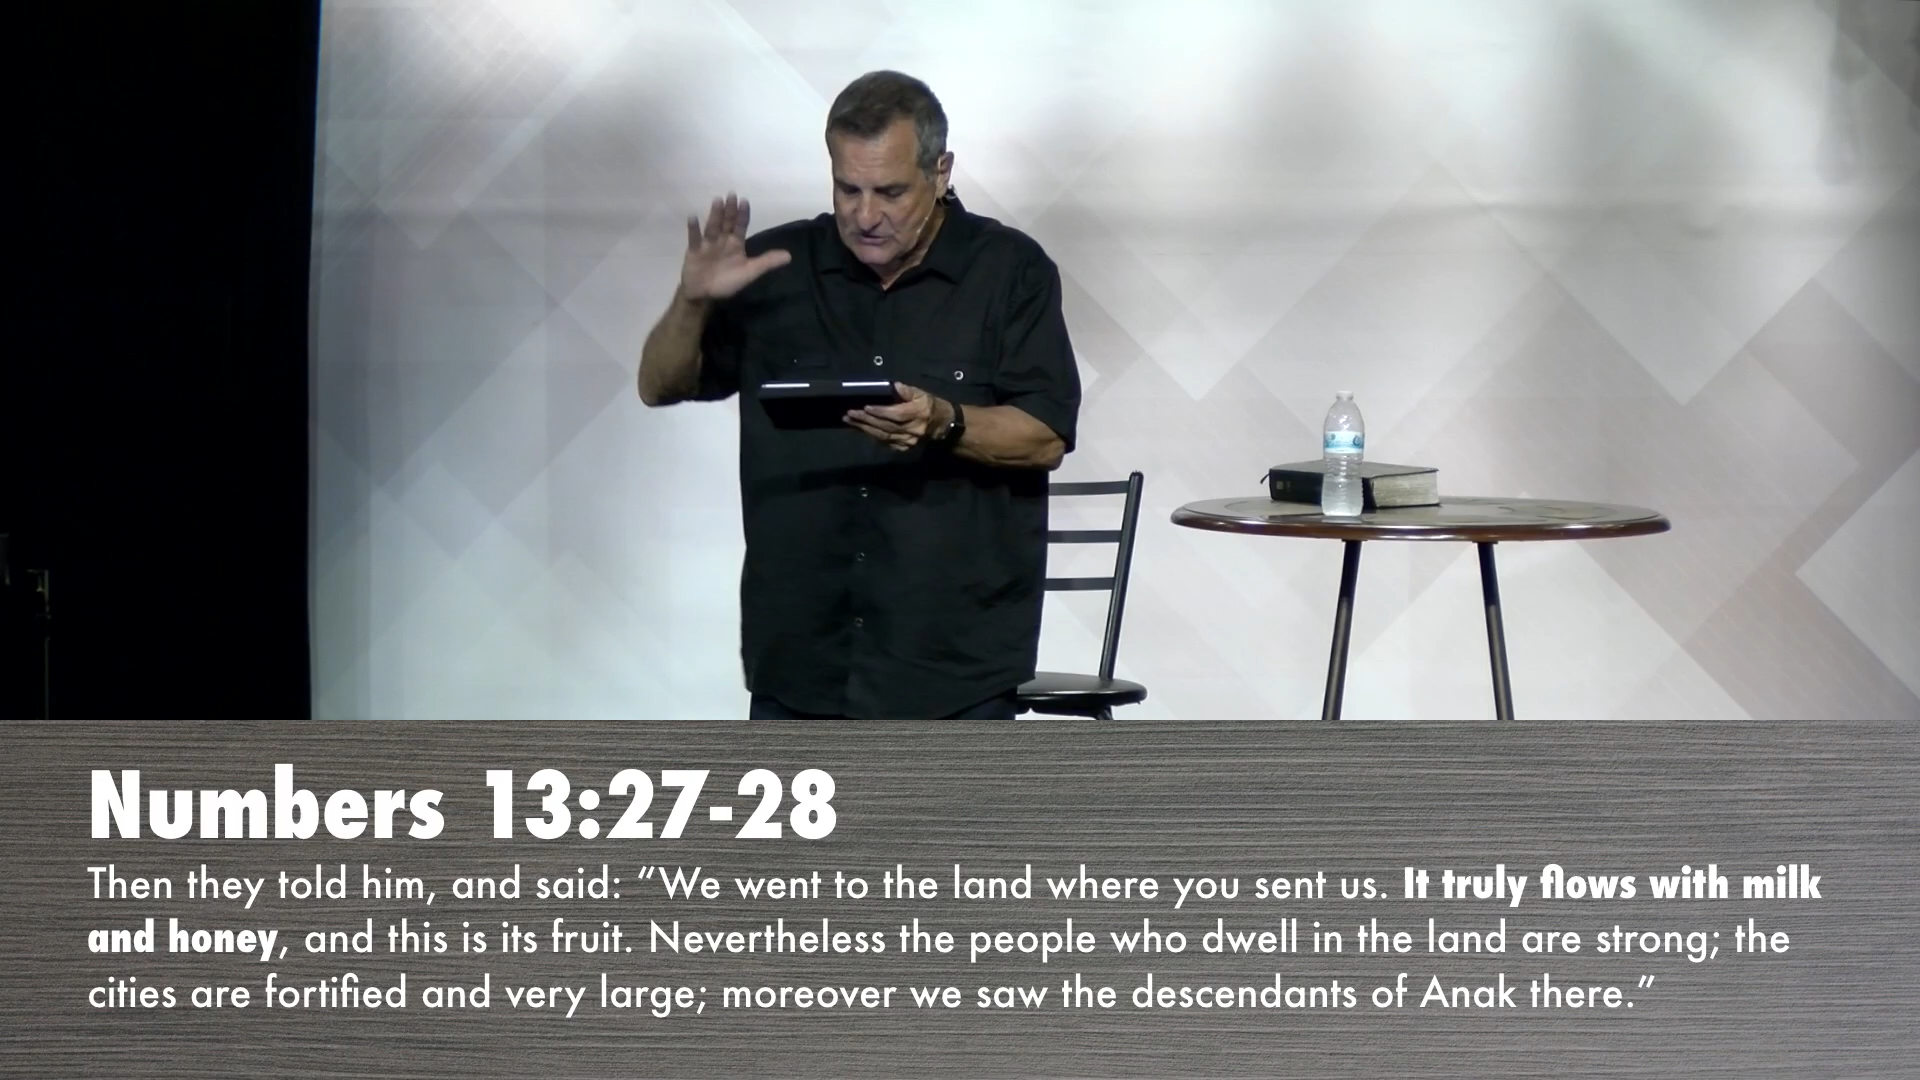 Numbers 13:27-28
Then they told him, and said: “We went to the land where you sent us. It truly flows with milk
and honey, and this is its fruit. Nevertheless the people who dwell in the land are strong; the
cities are fortified and very large; moreover we saw the descendants of Anak there.”